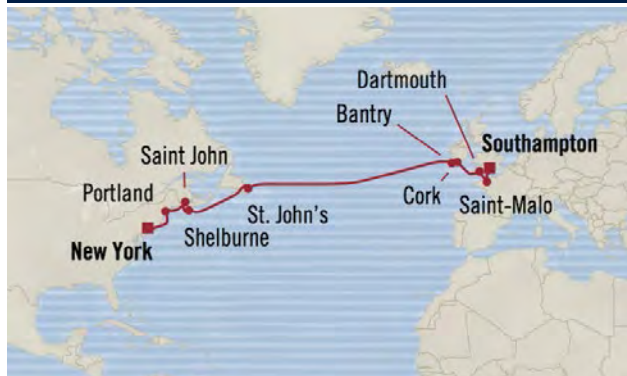 Dartmouth
Bantry
Southampton
Saint John
Portland
Cork
Saint-Malo
St. John's
Shelburne
New York